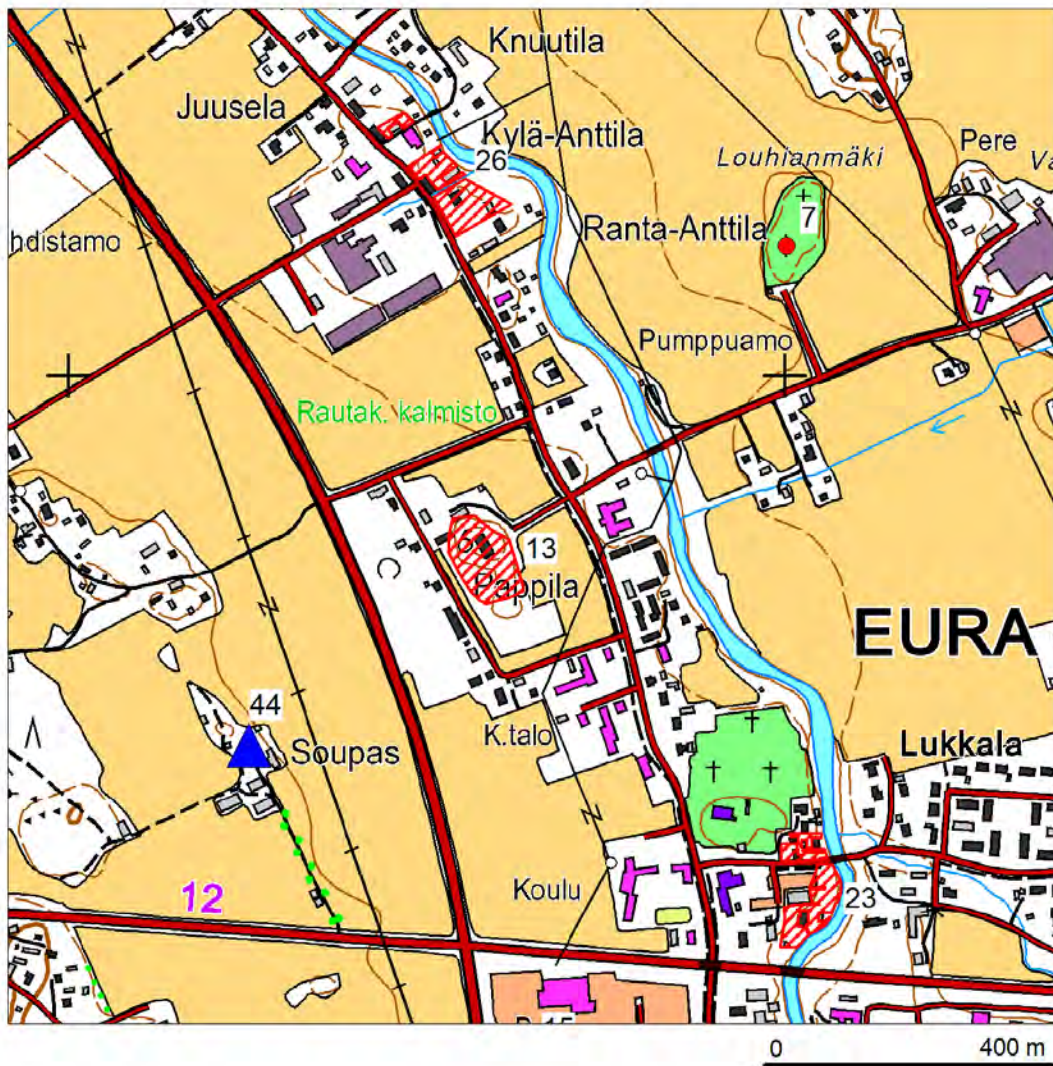 Knuutila
Juusela
Kylä-Anttila
26
Louhianmäki
Pere
7
Ranta-Anttila
hdistamo
Pumppuamo
Rautak. kalmisto
13
Pappila
EURA
44
Soupas
K.talo
Lukkala
12
Koulu
23
0 400 m